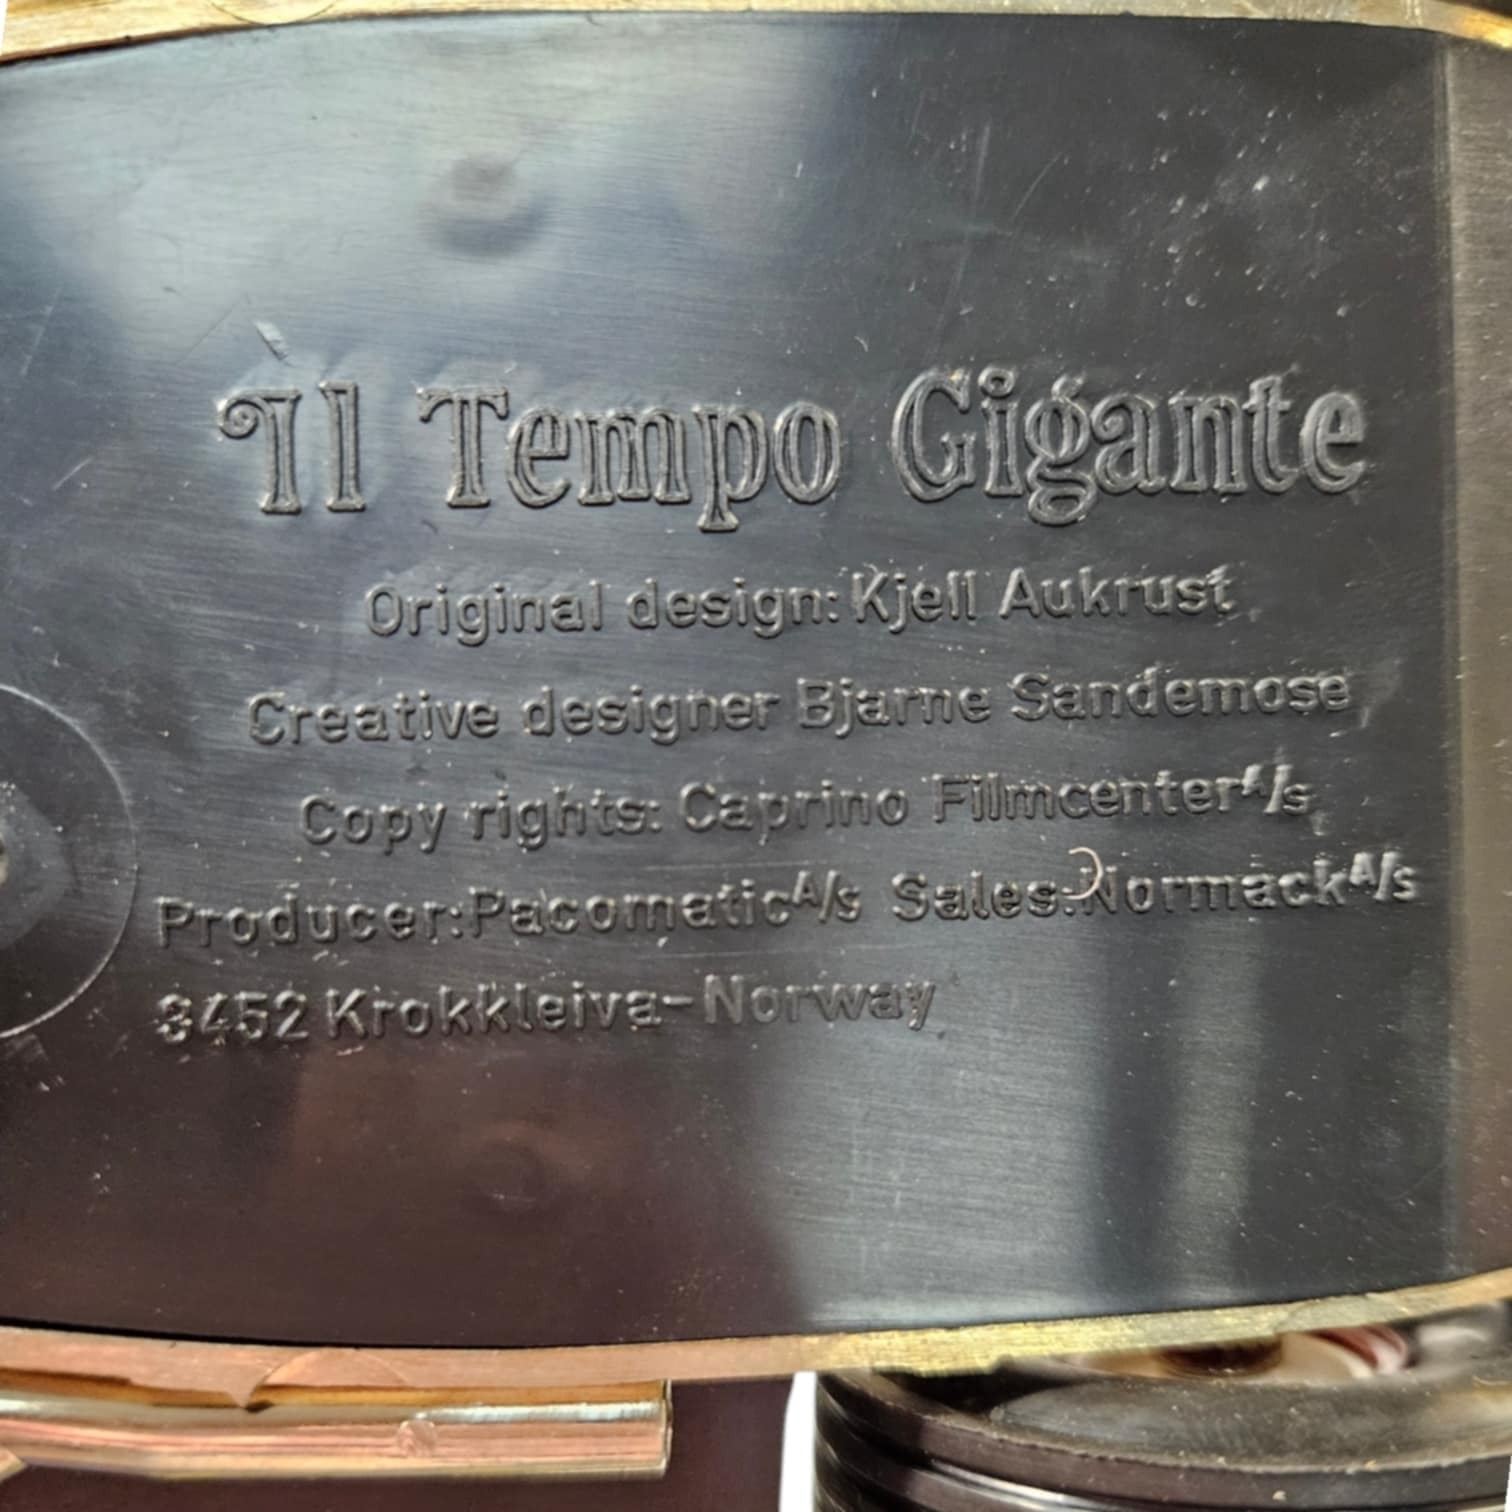 Il Tempo Gigante
Original design: Kjell Aukrust
Creative designer Bjarne Sandemose
Copy rights: Caprino Filmcenter A/s
Producer: Pacomatic A/s Sales: Normack A/s
3452 Krokkleiva-Norway